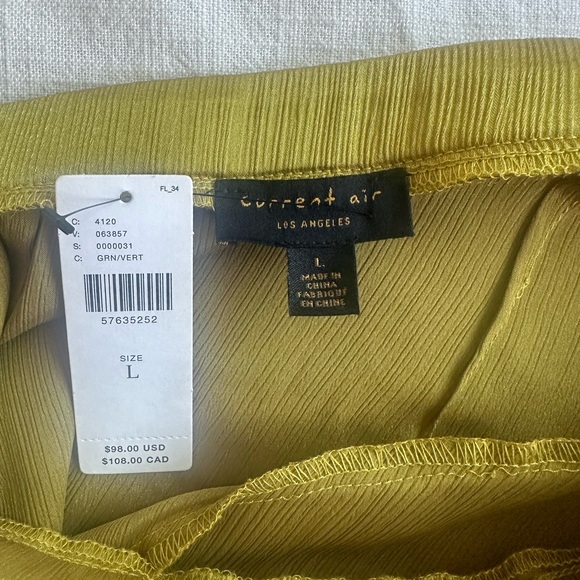 FL_34
C: 4120
V: 063857
S: 0000031
C: GRN/VERT
57635252
SIZE
L
$98.00 USD
$108.00 CAD
current air
LOS ANGELES
L
MADE IN
CHINA
FABRIQUE
EN CHINE